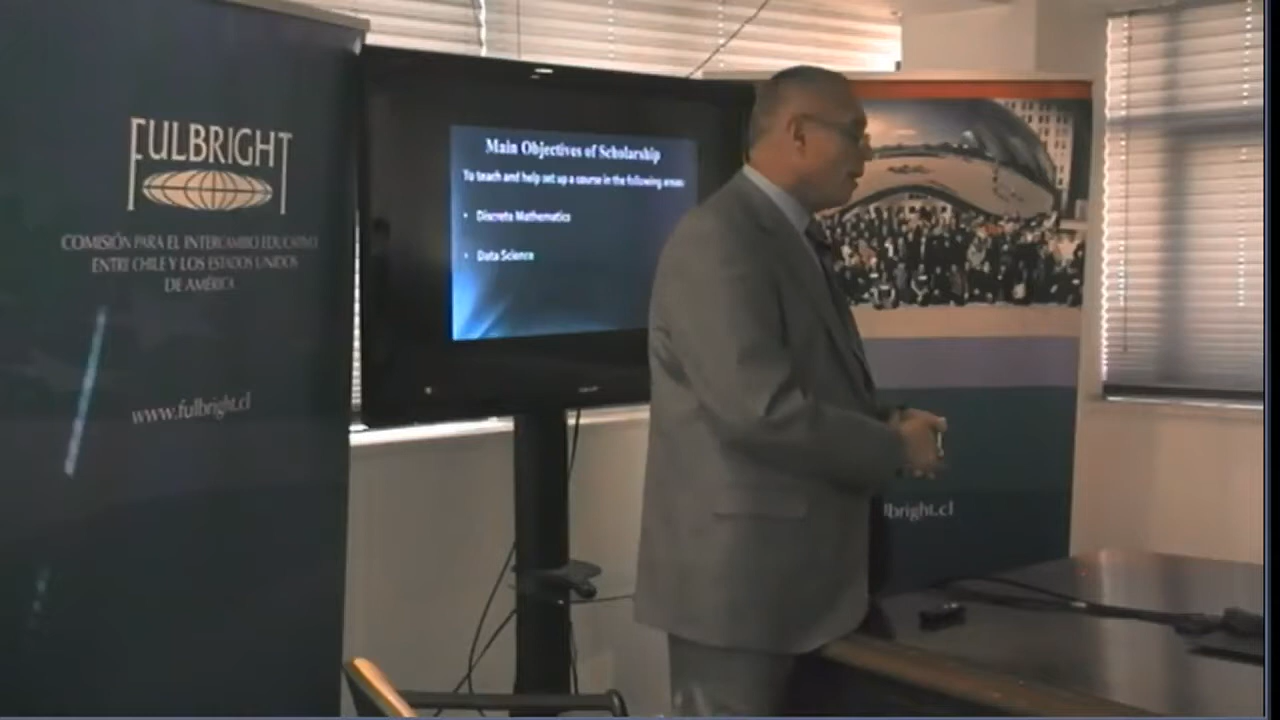 FULBRIGHT
COMISIÓN PARA EL INTERCAMBIO EDUCATIVO
ENTRE CHILE Y LOS ESTADOS UNIDOS
DE AMÉRICA
www.fulbright.cl
Main Objectives of Scholarship
To teach and help set up a course in the following areas
• Discrete Mathematics
• Data Science
lbright.cl